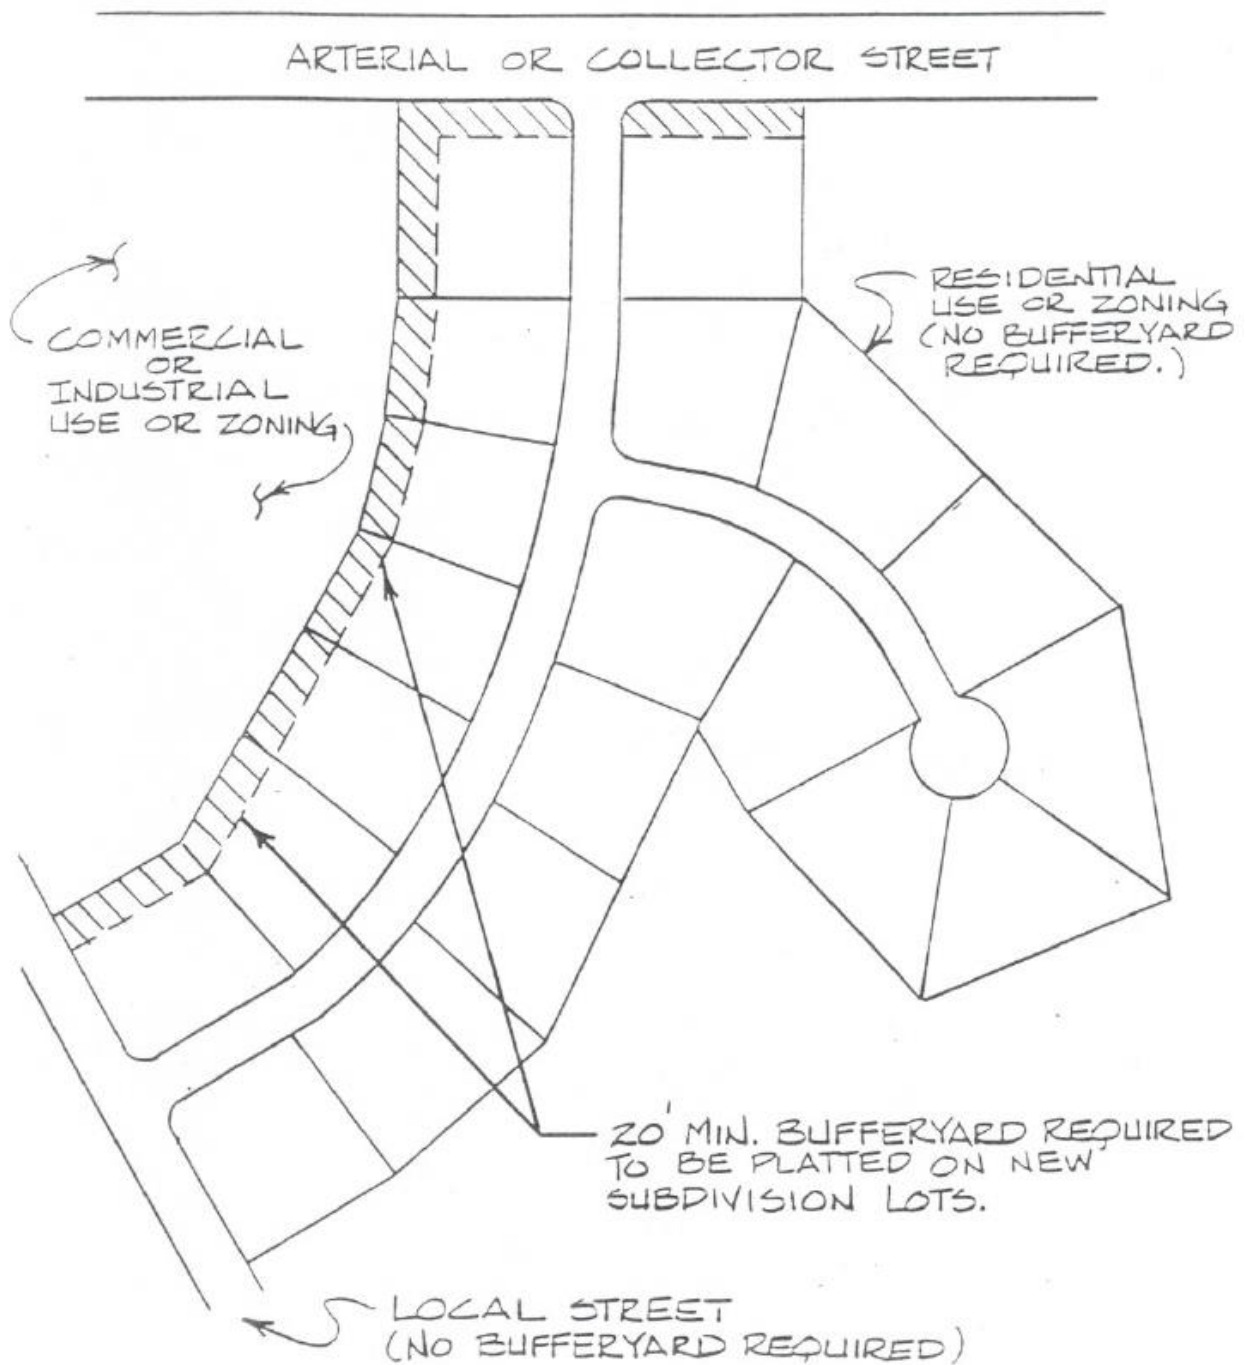 ARTERIAL OR COLLECTOR STREET
RESIDENTIAL
USE OR ZONING
(NO BUFFERYARD
REQUIRED.)
COMMERCIAL
OR
INDUSTRIAL
USE OR ZONING
20' MIN. BUFFERYARD REQUIRED
TO BE PLATTED ON NEW
SUBDIVISION LOTS.
LOCAL STREET
(NO BUFFERYARD REQUIRED)